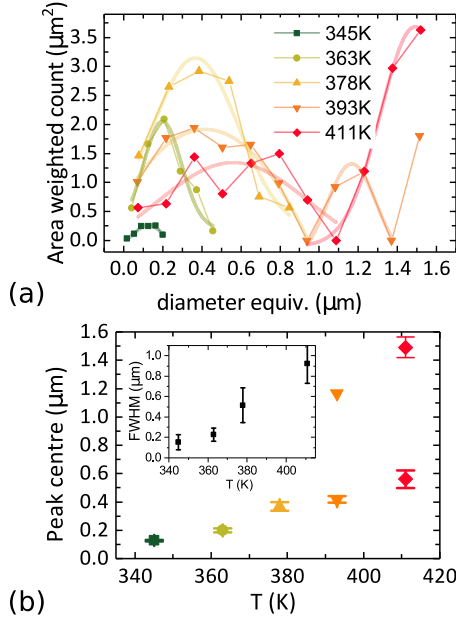 Area weighted count (μm²)
3.5
3.0
2.5
2.0
1.5
1.0
0.5
0.0
345K
363K
378K
393K
411K
0.0 0.2 0.4 0.6 0.8 1.0 1.2 1.4 1.6
diameter equiv. (μm)
(a)
Peak centre (μm)
1.6
1.4
1.2
1.0
0.8
0.6
0.4
0.2
0.0
FWHM (μm)
1.0
0.8
0.6
0.4
0.2
0.0
340 360 380 400
T (K)
340 360 380 400 420
T (K)
(b)